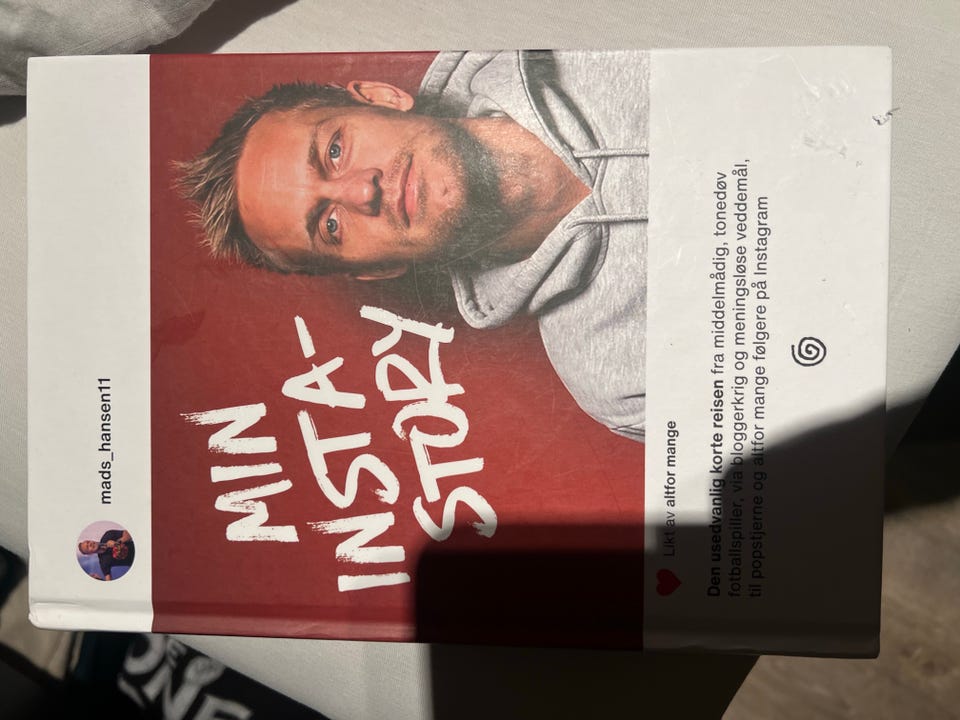 mads_hansen11
MIN
INSTA-
STORY
Likt av altfor mange
Den usedvanlig korte reisen fra middelmådig, tonedøv
fotballspiller, via bloggerkrig og meningsløse veddemål,
til popstjerne og altfor mange følgere på Instagram